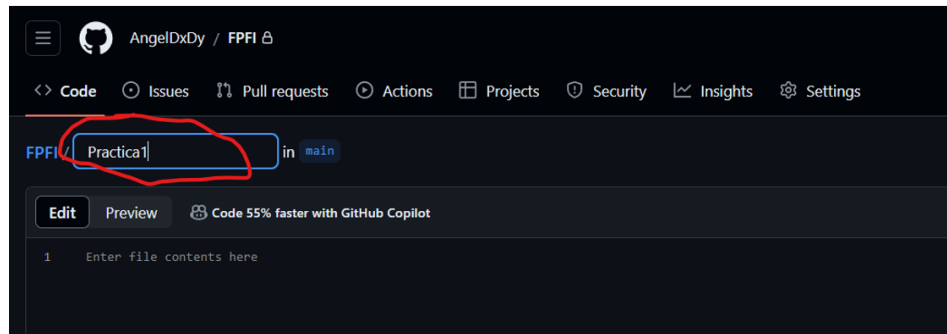 AngelDxDy / FPFI
<> Code Issues Pull requests Actions Projects Security Insights Settings
FPFI / Practica1 in main
Edit Preview Code 55% faster with GitHub Copilot
1 Enter file contents here